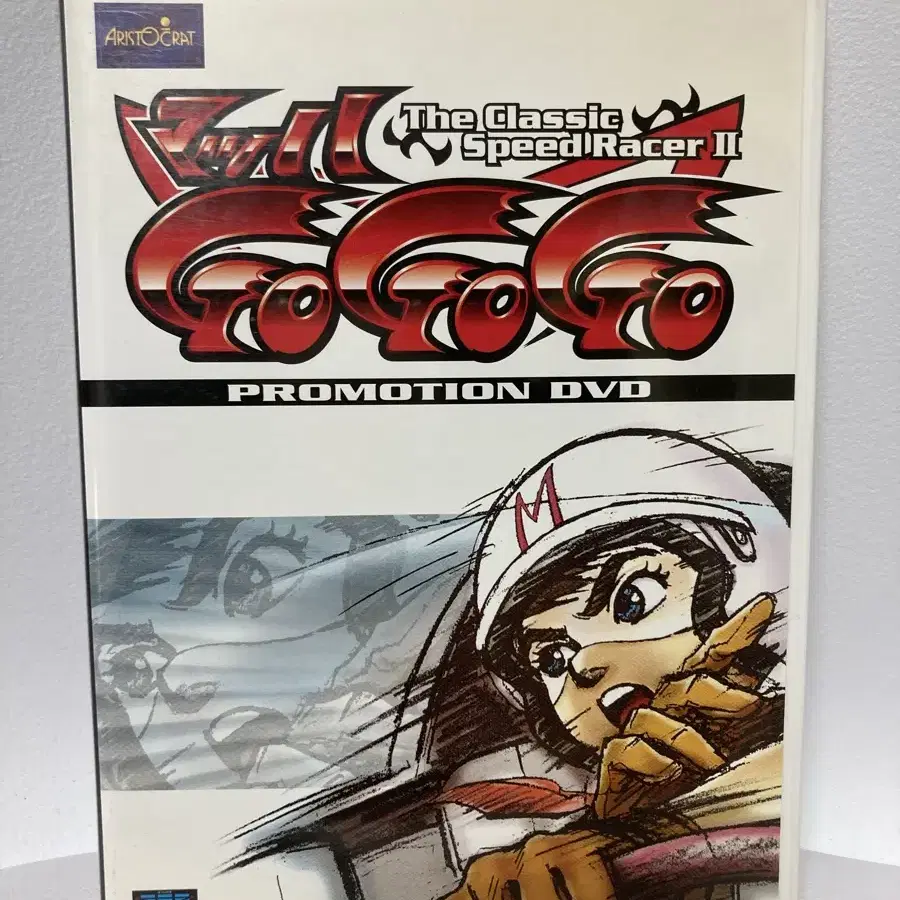 ARISTOCRAT
マッハ
The Classic
Speed Racer II
GoGoGo
PROMOTION DVD
M